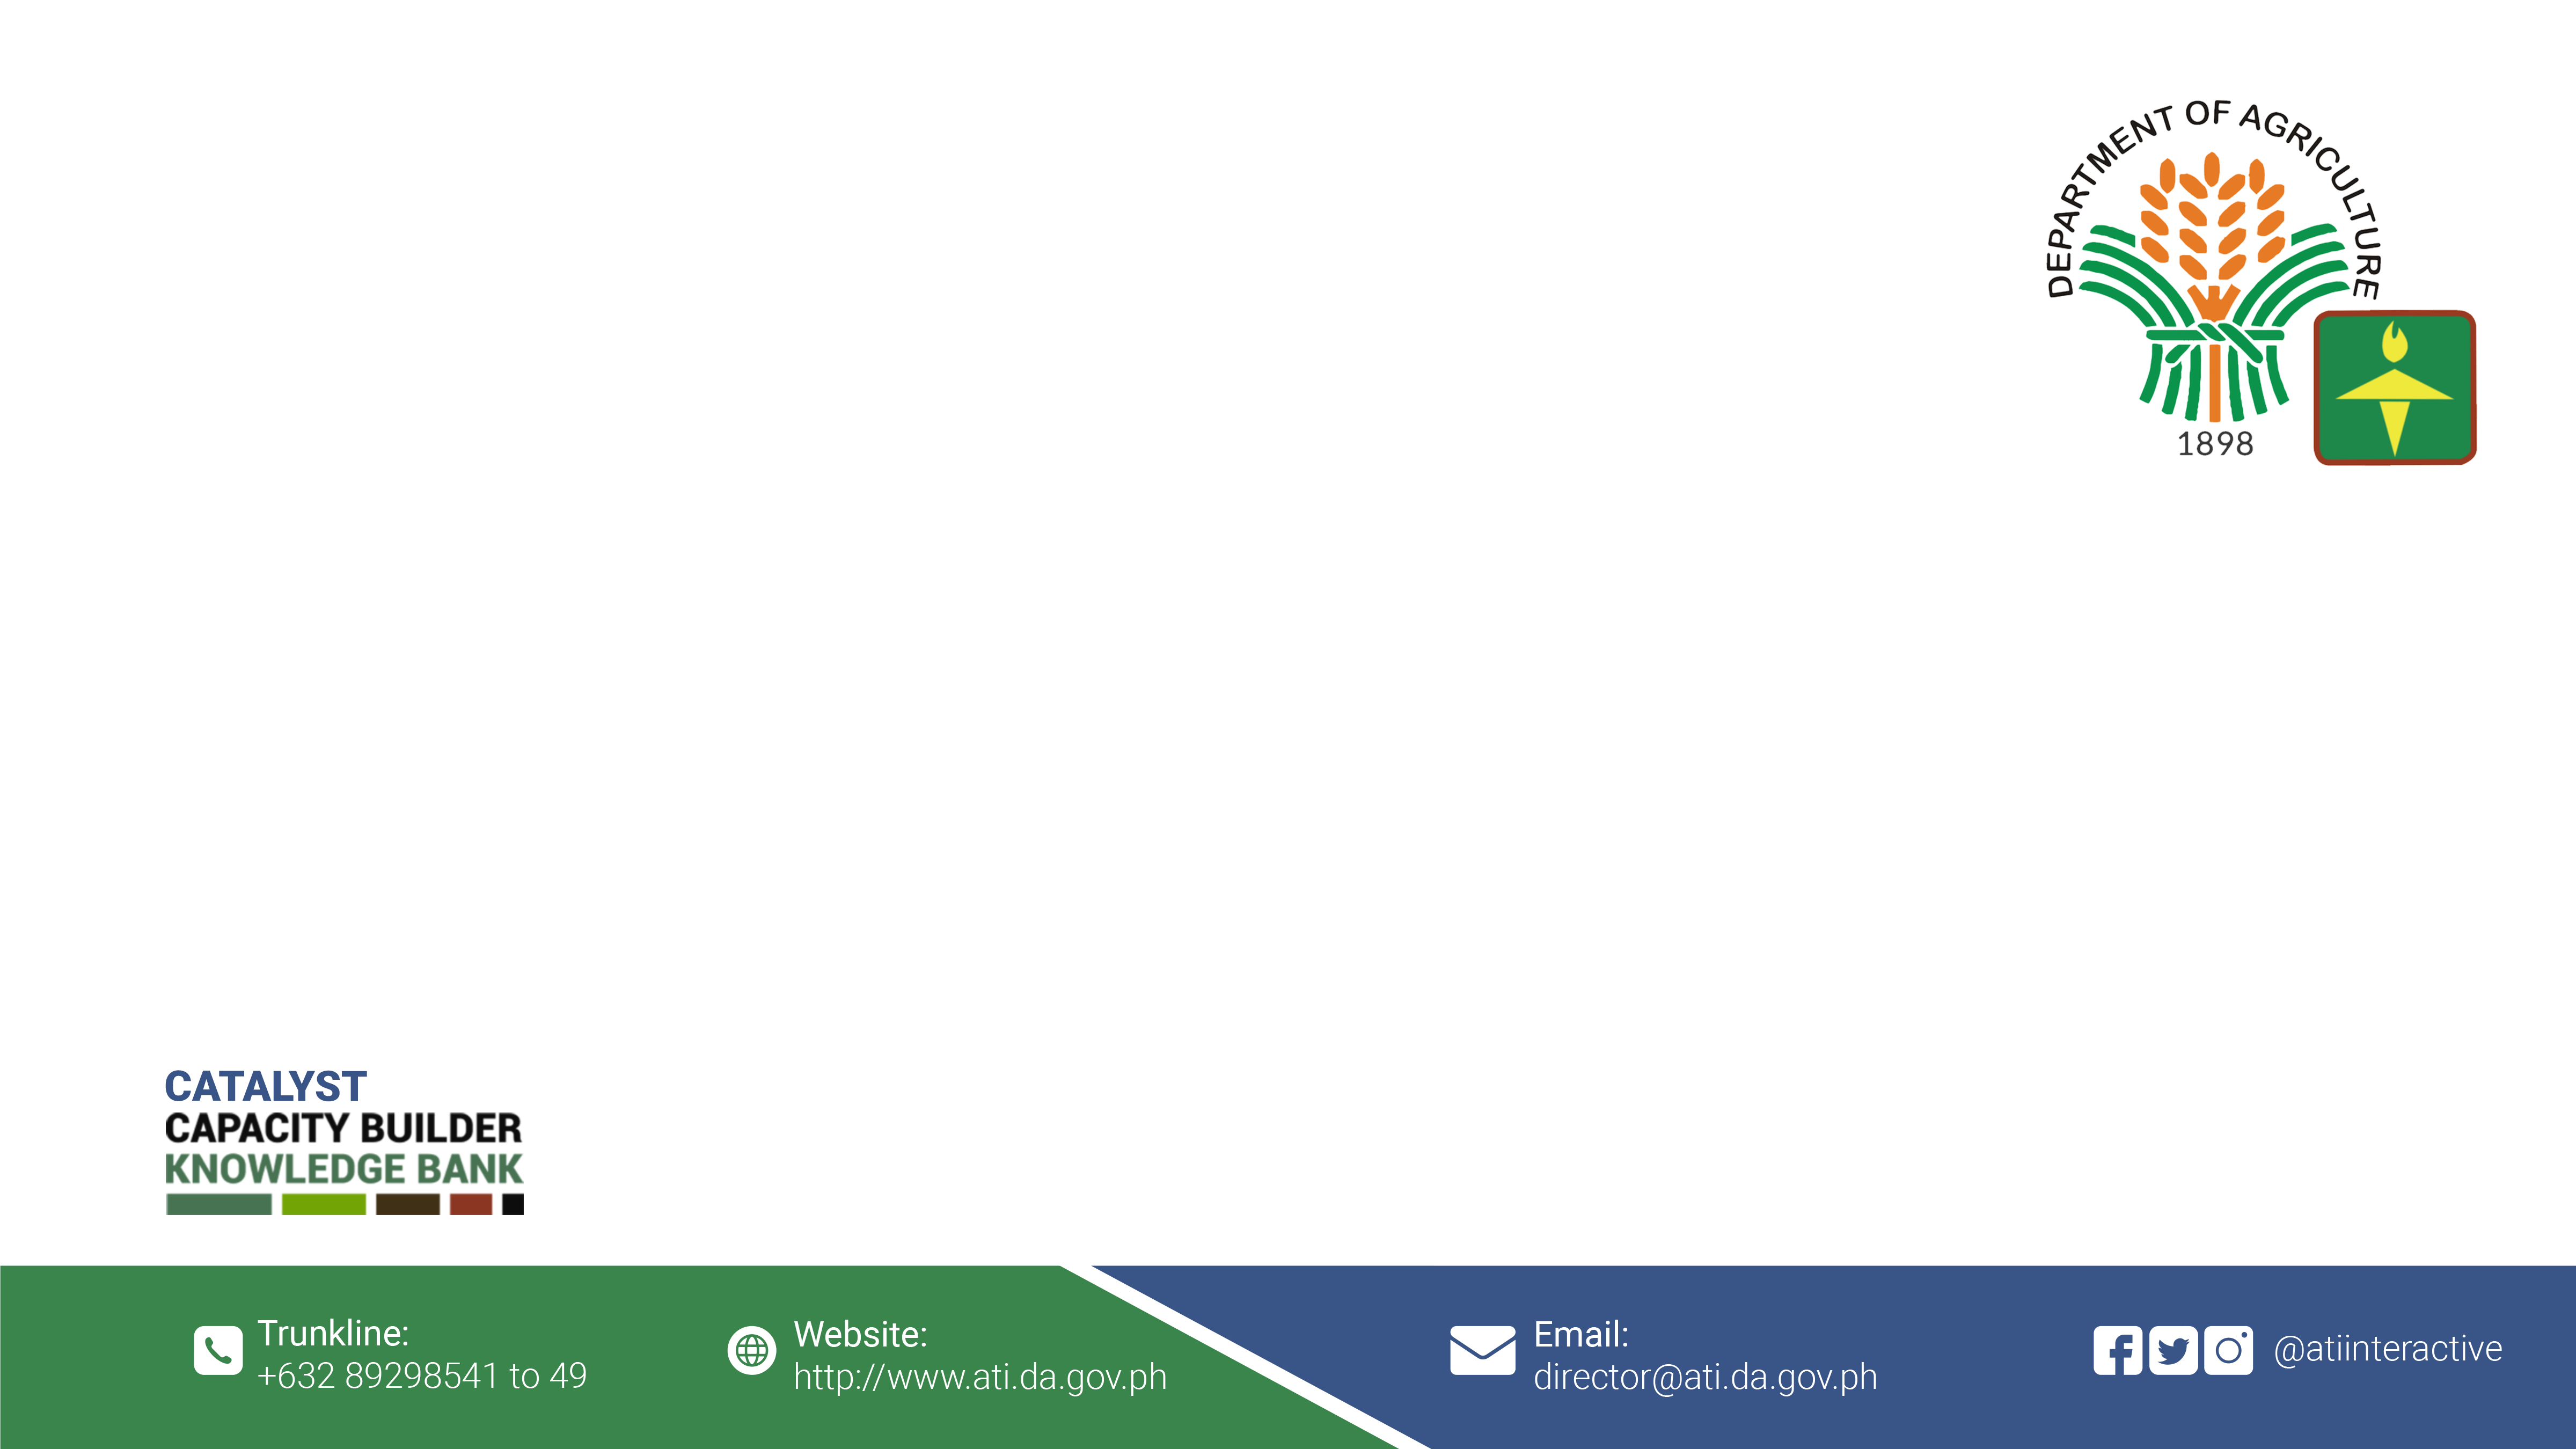 DEPARTMENT OF AGRICULTURE
1898
CATALYST
CAPACITY BUILDER
KNOWLEDGE BANK
Trunkline:
+632 89298541 to 49
Website:
http://www.ati.da.gov.ph
Email:
director@ati.da.gov.ph
@atiinteractive